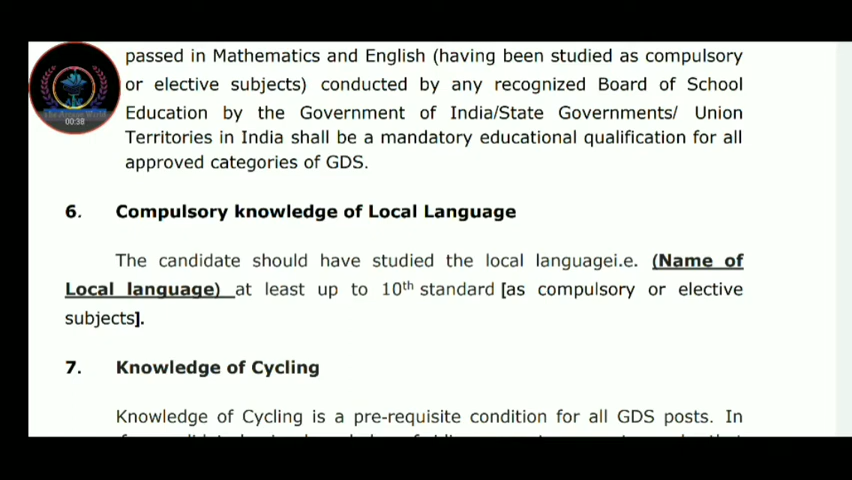 passed in Mathematics and English (having been studied as compulsory
or elective subjects) conducted by any recognized Board of School
Education by the Government of India/State Governments/ Union
Territories in India shall be a mandatory educational qualification for all
approved categories of GDS.
00:38
6. Compulsory knowledge of Local Language
The candidate should have studied the local languagei.e. (Name of
Local language) at least up to 10th standard [as compulsory or elective
subjects].
7. Knowledge of Cycling
Knowledge of Cycling is a pre-requisite condition for all GDS posts. In